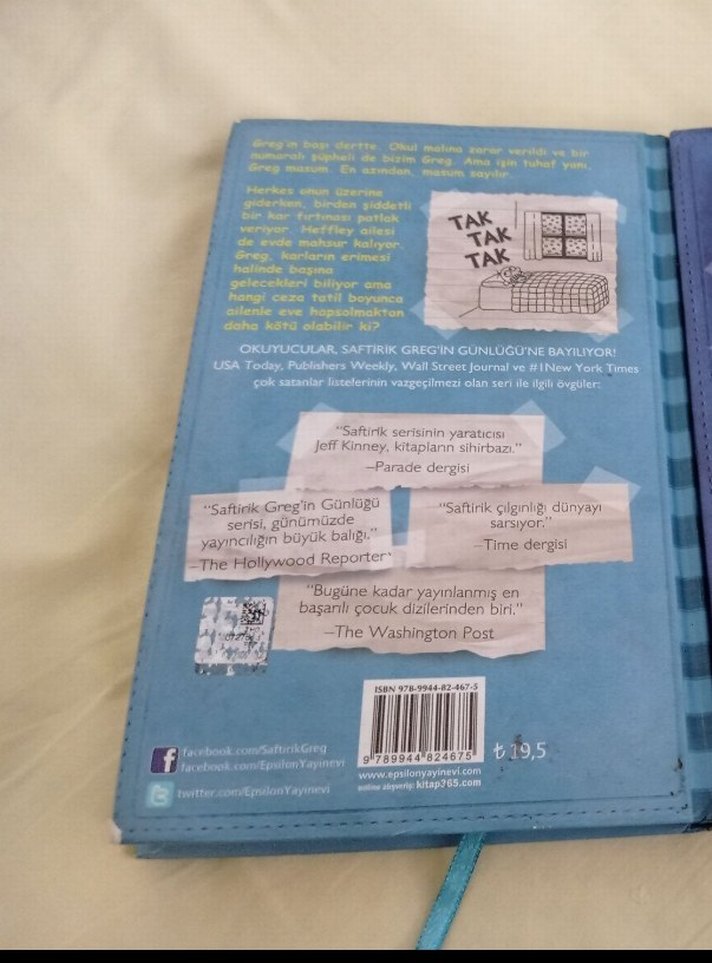 Greg'in başı dertte. Okul malına zarar verildi ve bir
numaralı şüpheli de bizim Greg. Ama işin tuhaf yanı,
Greg masum. En azından, masum sayılır.
Herkes onun üzerine
giderken, birden şiddetli
bir kar fırtınası patlak
veriyor. Heffley ailesi
de evde mahsur kalıyor.
Greg, karların erimesi
halinde başına
gelecekleri biliyor ama
hangi ceza tatil boyunca
ailenle eve hapsolmaktan
daha kötü olabilir ki?
TAK
TAK
TAK
OKUYUCULAR, SAFTİRİK GREG'İN GÜNLÜĞÜ'NE BAYILIYOR!
USA Today, Publishers Weekly, Wall Street Journal ve #1New York Times
çok satanlar listelerinin vazgeçilmezi olan seri ile ilgili övgüler:
"Saftirik serisinin yaratıcısı
Jeff Kinney, kitapların sihirbazı."
–Parade dergisi
"Saftirik Greg'in Günlüğü
serisi, günümüzde
yayıncılığın büyük balığı."
–The Hollywood Reporter
"Saftirik çılgınlığı dünyayı
sarsıyor."
–Time dergisi
"Bugüne kadar yayınlanmış en
başarılı çocuk dizilerinden biri."
–The Washington Post
ISBN 978-9944-82-467-5
9 789944 824675
₺ 19,5
www.epsilonyayinevi.com
online alışveriş: kitap365.com
facebook.com/SaftirikGreg
facebook.com/EpsilonYayinevi
twitter.com/EpsilonYayinevi